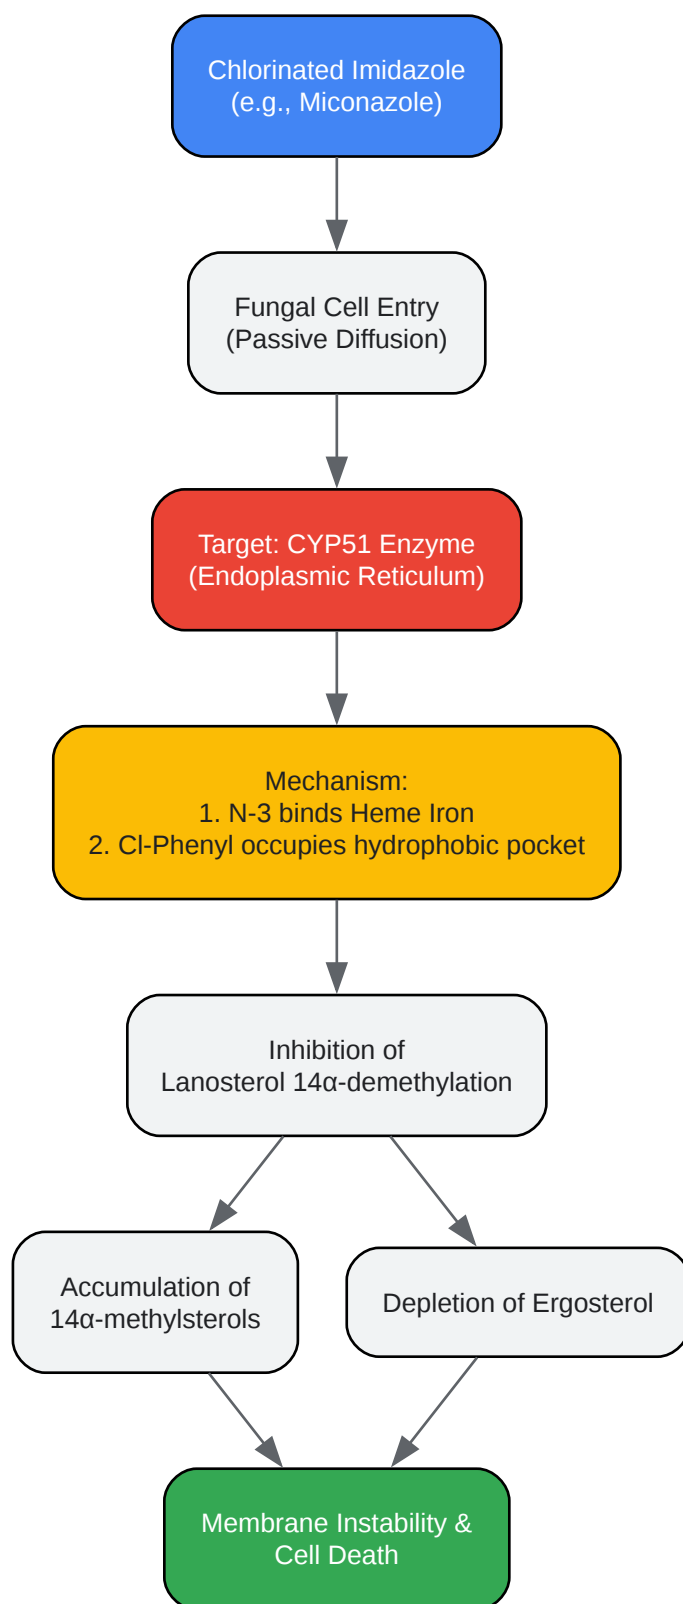 Chlorinated Imidazole
(e.g., Miconazole)
Fungal Cell Entry
(Passive Diffusion)
Target: CYP51 Enzyme
(Endoplasmic Reticulum)
Mechanism:
1. N-3 binds Heme Iron
2. Cl-Phenyl occupies hydrophobic pocket
Inhibition of
Lanosterol 14α-demethylation
Accumulation of
14α-methylsterols
Depletion of Ergosterol
Membrane Instability &
Cell Death